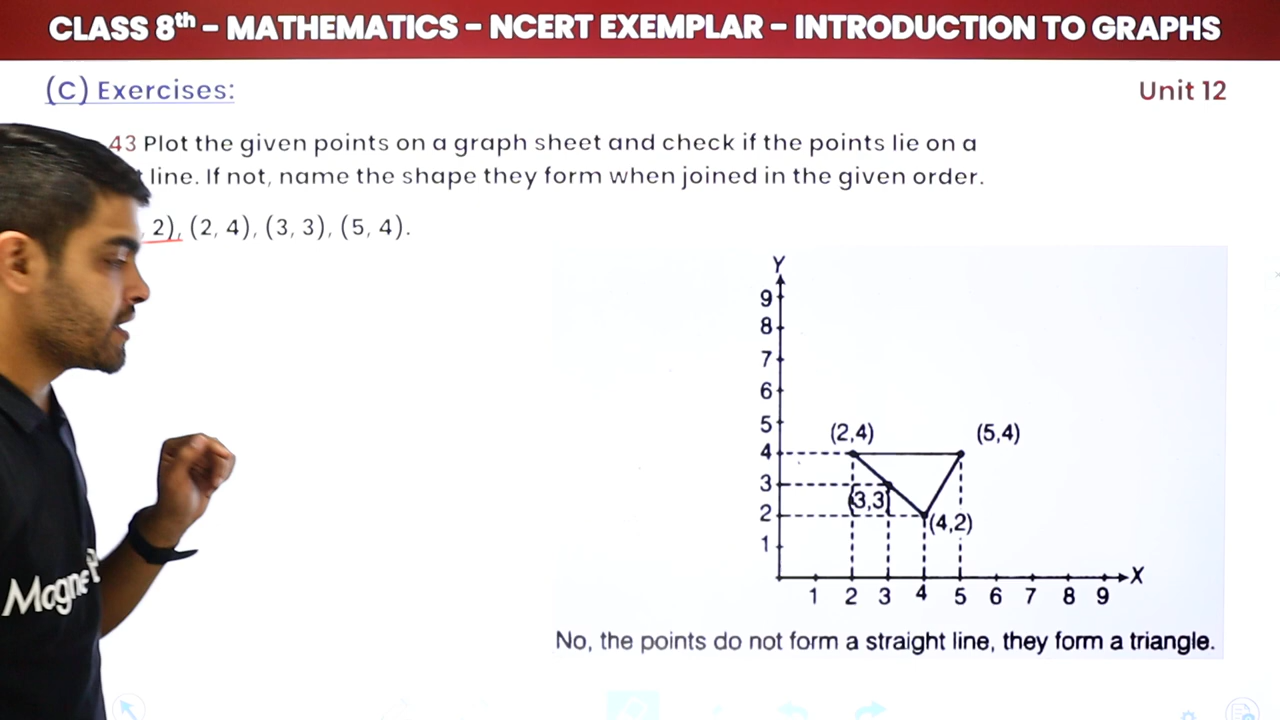 CLASS 8th – MATHEMATICS – NCERT EXEMPLAR – INTRODUCTION TO GRAPHS
(C) Exercises:
Unit 12
43 Plot the given points on a graph sheet and check if the points lie on a
line. If not, name the shape they form when joined in the given order.
2), (2, 4), (3, 3), (5, 4).
Y
9
8
7
6
5
(2,4)
(5,4)
4
3
(3,3)
2
(4,2)
1
X
1 2 3 4 5 6 7 8 9
No, the points do not form a straight line, they form a triangle.